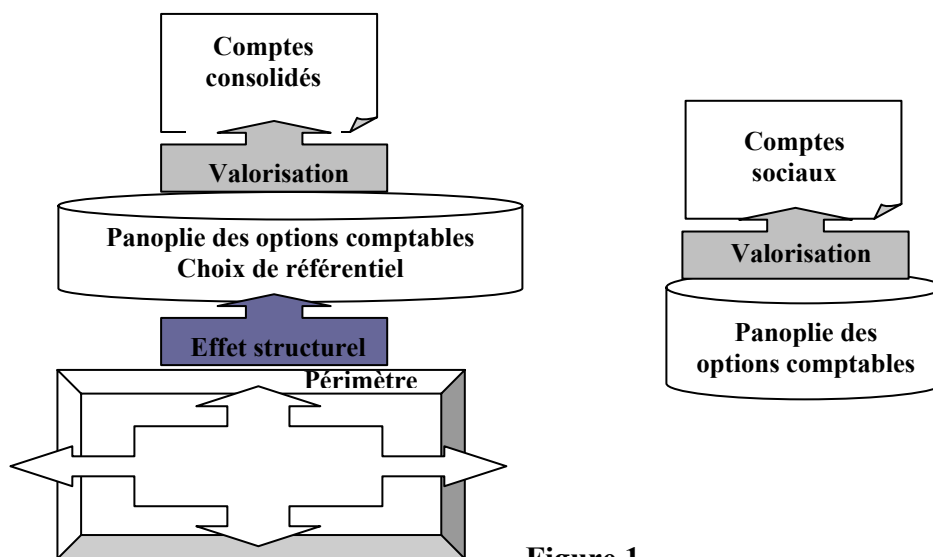 Comptes
consolidés
Valorisation
Panoplie des options comptables
Choix de référentiel
Effet structurel
Périmètre
Comptes
sociaux
Valorisation
Panoplie des
options comptables
Figure 1